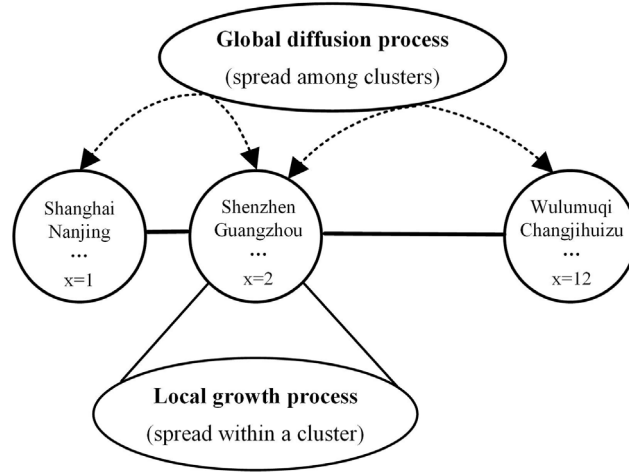 Global diffusion process
(spread among clusters)
Shanghai
Nanjing
...
x=1
Shenzhen
Guangzhou
...
x=2
Wulumuqi
Changjihuizu
...
x=12
Local growth process
(spread within a cluster)